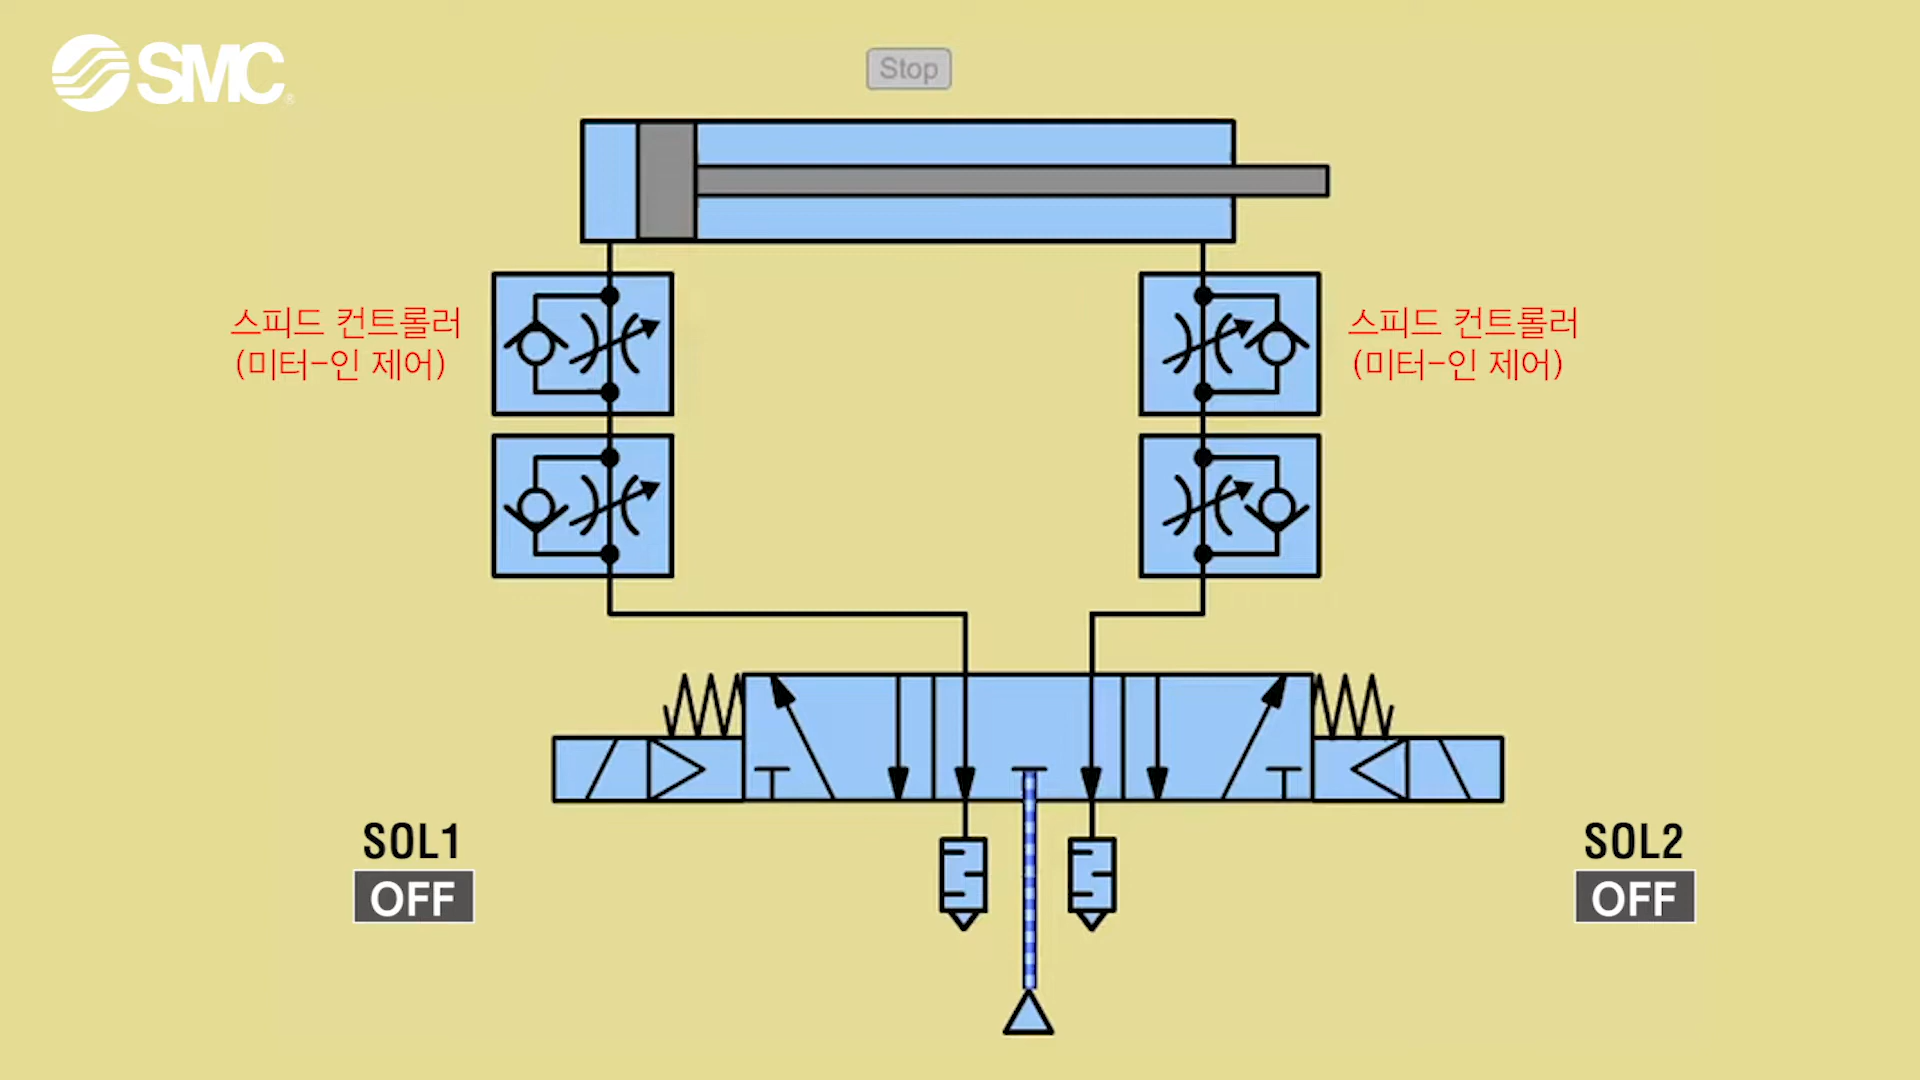 SMC
Stop
스피드 컨트롤러
(미터-인 제어)
스피드 컨트롤러
(미터-인 제어)
SOL1
OFF
SOL2
OFF